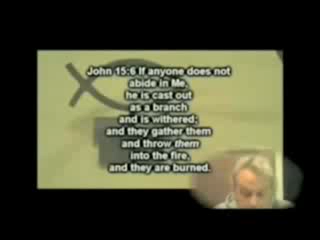 John 15:6 If anyone does not
abide in Me,
he is cast out
as a branch
and is withered;
and they gather them
and throw them
into the fire,
and they are burned.